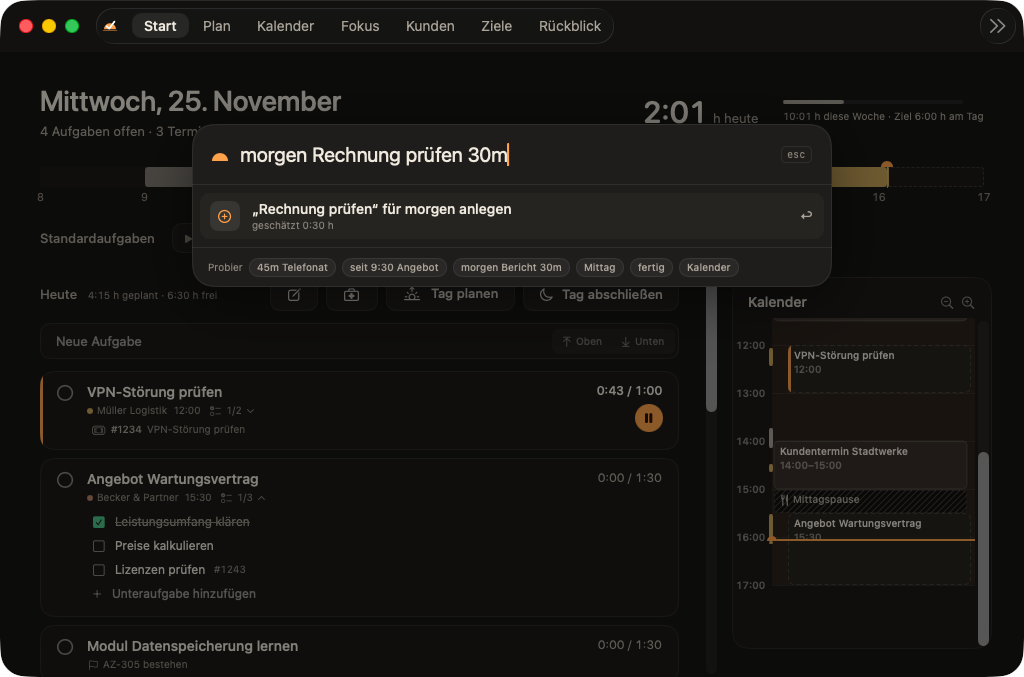 Start Plan Kalender Fokus Kunden Ziele Rückblick
Mittwoch, 25. November
4 Aufgaben offen · 3
2:01 h heute
10:01 h diese Woche · Ziel 6:00 h am Tag
morgen Rechnung prüfen 30m
esc
„Rechnung prüfen“ für morgen anlegen
geschätzt 0:30 h
Probier 45m Telefonat seit 9:30 Angebot morgen Bericht 30m Mittag fertig Kalender
8 9 16 17
Standardaufgaben
Heute 4:15 h geplant · 6:30 h frei
Tag planen
Tag abschließen
Neue Aufgabe
Oben
Unten
VPN-Störung prüfen
0:43 / 1:00
Müller Logistik 12:00 1/2
#1234 VPN-Störung prüfen
Angebot Wartungsvertrag
0:00 / 1:30
Becker & Partner 15:30 1/3
Leistungsumfang klären
Preise kalkulieren
Lizenzen prüfen #1243
+ Unteraufgabe hinzufügen
Modul Datenspeicherung lernen
0:00 / 1:30
AZ-305 bestehen
Kalender
12:00
VPN-Störung prüfen
12:00
13:00
14:00
Kundentermin Stadtwerke
14:00–15:00
15:00
Mittagspause
Angebot Wartungsvertrag
15:30
16:00
17:00